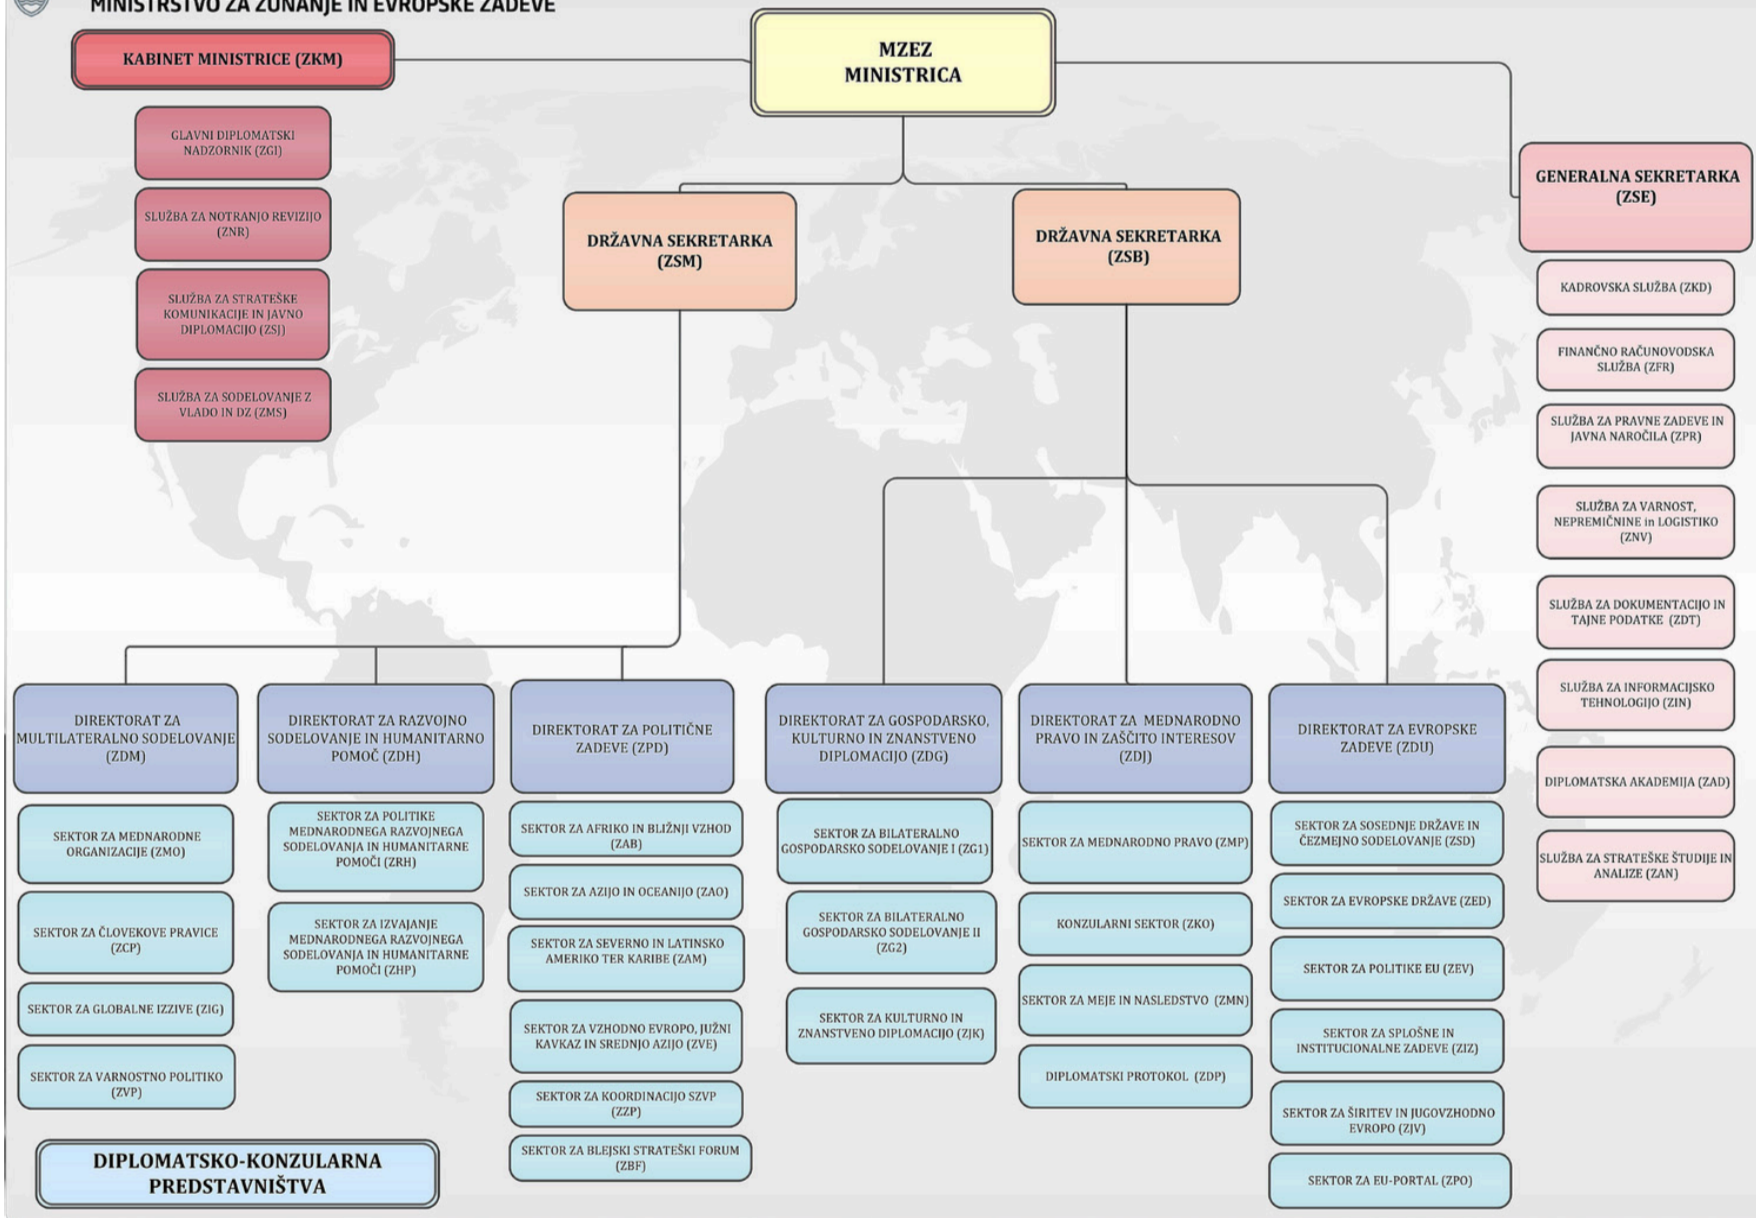 MINISTRSTVO ZA ZUNANJE IN EVROPSKE ZADEVE
KABINET MINISTRICE (ZKM)
MZEZ
MINISTRICA
GLAVNI DIPLOMATSKI
NADZORNIK (ZGI)
SLUŽBA ZA NOTRANJO REVIZIJO
(ZNR)
SLUŽBA ZA STRATEŠKE
KOMUNIKACIJE IN JAVNO
DIPLOMACIJO (ZSJ)
SLUŽBA ZA SODELOVANJE Z
VLADO IN DZ (ZMS)
DRŽAVNA SEKRETARKA
(ZSM)
DRŽAVNA SEKRETARKA
(ZSB)
GENERALNA SEKRETARKA
(ZSE)
KADROVSKA SLUŽBA (ZKD)
FINANČNO RAČUNOVODSKA
SLUŽBA (ZFR)
SLUŽBA ZA PRAVNE ZADEVE IN
JAVNA NAROČILA (ZPR)
SLUŽBA ZA VARNOST,
NEPREMIČNINE in LOGISTIKO
(ZNV)
SLUŽBA ZA DOKUMENTACIJO IN
TAJNE PODATKE (ZDT)
SLUŽBA ZA INFORMACIJSKO
TEHNOLOGIJO (ZIN)
DIPLOMATSKA AKADEMIJA (ZAD)
SLUŽBA ZA STRATEŠKE ŠTUDIJE IN
ANALIZE (ZAN)
DIREKTORAT ZA
MULTILATERALNO SODELOVANJE
(ZDM)
SEKTOR ZA MEDNARODNE
ORGANIZACIJE (ZMO)
SEKTOR ZA ČLOVEKOVE PRAVICE
(ZCP)
SEKTOR ZA GLOBALNE IZZIVE (ZIG)
SEKTOR ZA VARNOSTNO POLITIKO
(ZVP)
DIREKTORAT ZA RAZVOJNO
SODELOVANJE IN HUMANITARNO
POMOČ (ZDH)
SEKTOR ZA POLITIKE
MEDNARODNEGA RAZVOJNEGA
SODELOVANJA IN HUMANITARNE
POMOČI (ZRH)
SEKTOR ZA IZVAJANJE
MEDNARODNEGA RAZVOJNEGA
SODELOVANJA IN HUMANITARNE
POMOČI (ZHP)
DIREKTORAT ZA POLITIČNE
ZADEVE (ZPD)
SEKTOR ZA AFRIKO IN BLIŽNJI VZHOD
(ZAB)
SEKTOR ZA AZIJO IN OCEANIJO (ZAO)
SEKTOR ZA SEVERNO IN LATINSKO
AMERIKO TER KARIBE (ZAM)
SEKTOR ZA VZHODNO EVROPO, JUŽNI
KAVKAZ IN SREDNJO AZIJO (ZVE)
SEKTOR ZA KOORDINACIJO SZVP
(ZZP)
SEKTOR ZA BLEJSKI STRATEŠKI FORUM
(ZBF)
DIREKTORAT ZA GOSPODARSKO,
KULTURNO IN ZNANSTVENO
DIPLOMACIJO (ZDG)
SEKTOR ZA BILATERALNO
GOSPODARSKO SODELOVANJE I (ZG1)
SEKTOR ZA BILATERALNO
GOSPODARSKO SODELOVANJE II
(ZG2)
SEKTOR ZA KULTURNO IN
ZNANSTVENO DIPLOMACIJO (ZJK)
DIREKTORAT ZA MEDNARODNO
PRAVO IN ZAŠČITO INTERESOV
(ZDJ)
SEKTOR ZA MEDNARODNO PRAVO (ZMP)
KONZULARNI SEKTOR (ZKO)
SEKTOR ZA MEJE IN NASLEDSTVO (ZMN)
DIPLOMATSKI PROTOKOL (ZDP)
DIREKTORAT ZA EVROPSKE
ZADEVE (ZDU)
SEKTOR ZA SOSEDNJE DRŽAVE IN
ČEZMEJNO SODELOVANJE (ZSD)
SEKTOR ZA EVROPSKE DRŽAVE (ZED)
SEKTOR ZA POLITIKE EU (ZEV)
SEKTOR ZA SPLOŠNE IN
INSTITUCIONALNE ZADEVE (ZIZ)
SEKTOR ZA ŠIRITEV IN JUGOVZHODNO
EVROPO (ZJV)
SEKTOR ZA EU-PORTAL (ZPO)
DIPLOMATSKO-KONZULARNA
PREDSTAVNIŠTVA